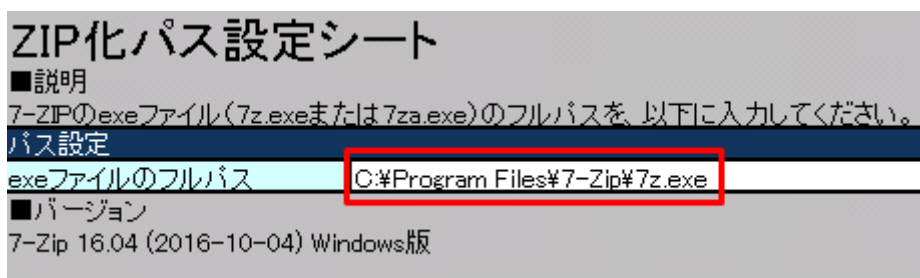 ZIP化パス設定シート
■説明
7-ZIPのexeファイル(7z.exeまたは7za.exe)のフルパスを、以下に入力してください。
パス設定
exeファイルのフルパス C:¥Program Files¥7-Zip¥7z.exe
■バージョン
7-Zip 16.04 (2016-10-04) Windows版